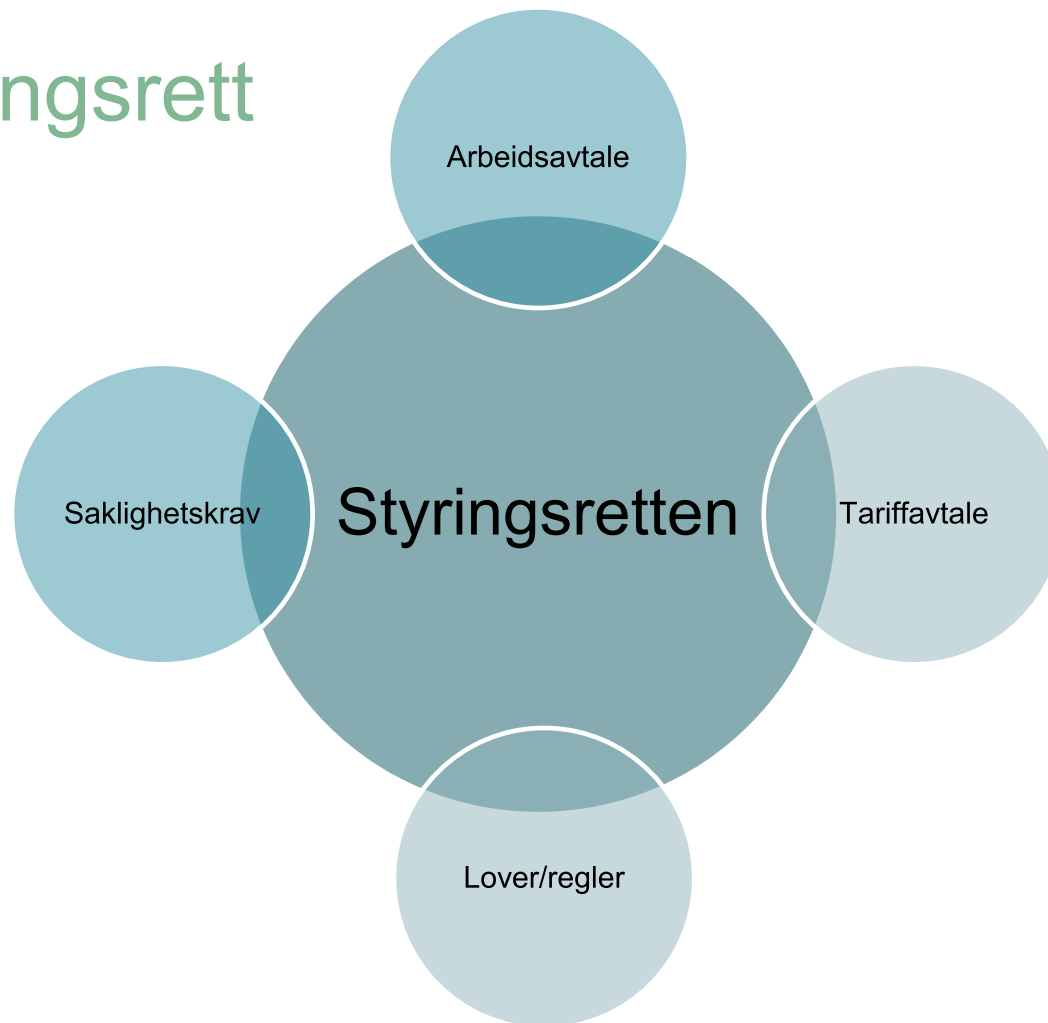 ngsrett
Arbeidsavtale
Saklighetskrav
Styringsretten
Tariffavtale
Lover/regler